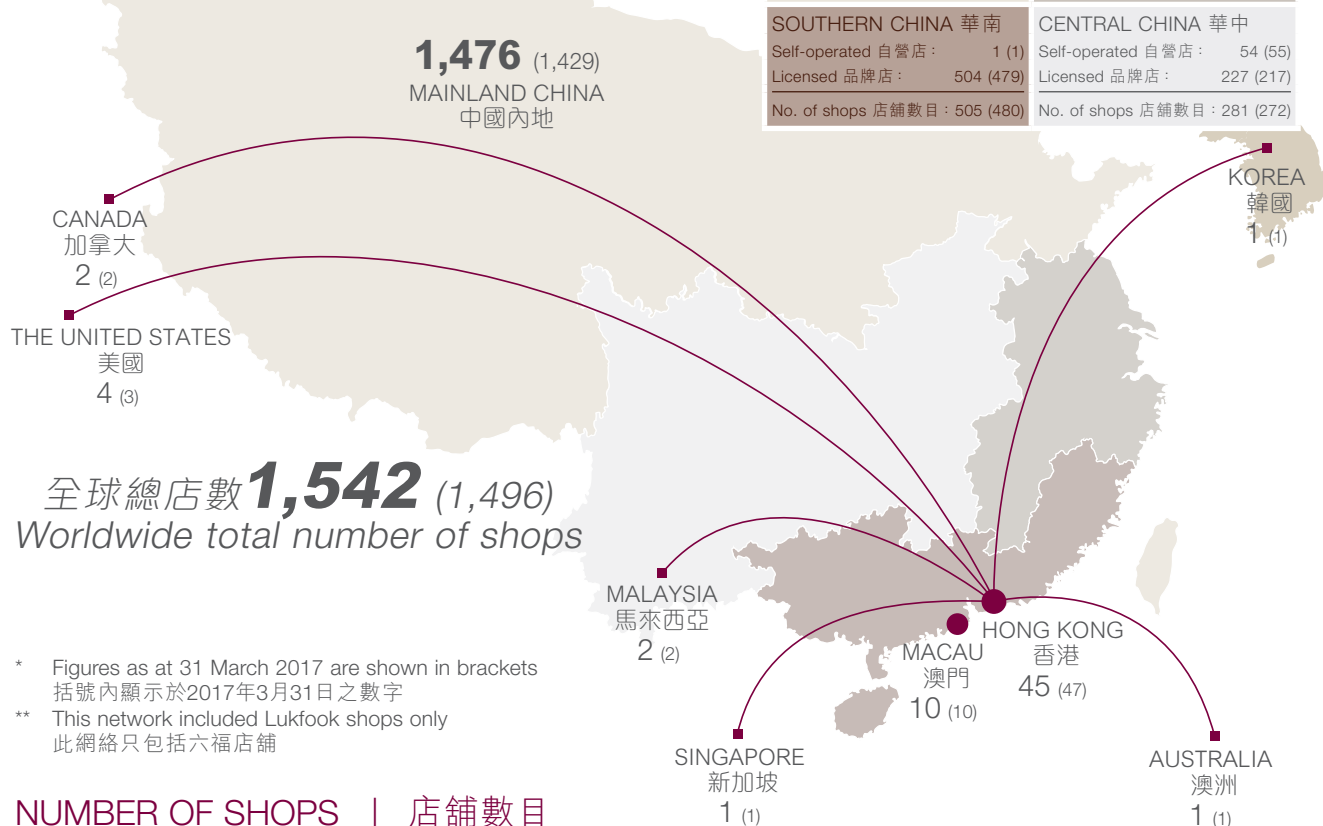 SOUTHERN CHINA 華南
Self-operated 自營店： 1 (1)
Licensed 品牌店： 504 (479)
No. of shops 店舖數目：505 (480)
CENTRAL CHINA 華中
Self-operated 自營店： 54 (55)
Licensed 品牌店： 227 (217)
No. of shops 店舖數目：281 (272)
1,476 (1,429)
MAINLAND CHINA
中國內地
KOREA
韓國
1 (1)
CANADA
加拿大
2 (2)
THE UNITED STATES
美國
4 (3)
全球總店數1,542 (1,496)
Worldwide total number of shops
MALAYSIA
馬來西亞
2 (2)
HONG KONG
香港
45 (47)
MACAU
澳門
10 (10)
* Figures as at 31 March 2017 are shown in brackets
括號內顯示於2017年3月31日之數字
** This network included Lukfook shops only
此網絡只包括六福店舖
SINGAPORE
新加坡
1 (1)
AUSTRALIA
澳洲
1 (1)
NUMBER OF SHOPS | 店舖數目